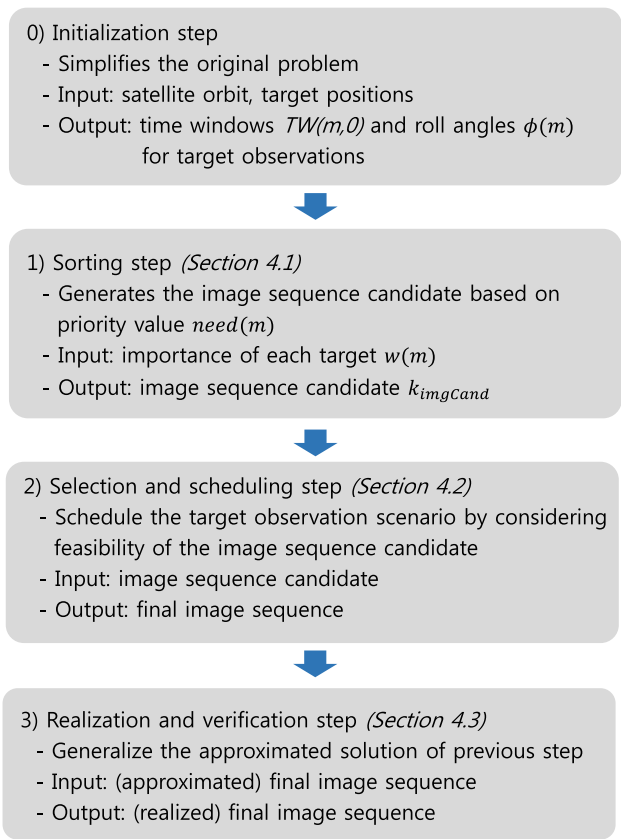 0) Initialization step
- Simplifies the original problem
- Input: satellite orbit, target positions
- Output: time windows TW(m,0) and roll angles ϕ(m)
for target observations
1) Sorting step (Section 4.1)
- Generates the image sequence candidate based on
priority value need(m)
- Input: importance of each target w(m)
- Output: image sequence candidate k_imgCand
2) Selection and scheduling step (Section 4.2)
- Schedule the target observation scenario by considering
feasibility of the image sequence candidate
- Input: image sequence candidate
- Output: final image sequence
3) Realization and verification step (Section 4.3)
- Generalize the approximated solution of previous step
- Input: (approximated) final image sequence
- Output: (realized) final image sequence